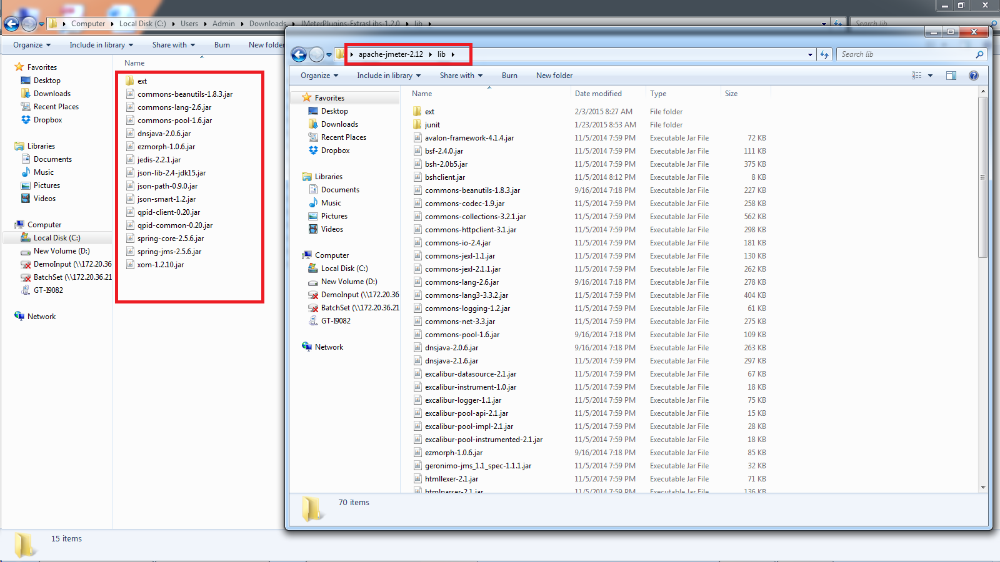 Computer Local Disk (C:) Users Admin Downloads JMeterPlugins-ExtrasLibs-1.2.0 lib
Search lib
Organize Include in library Share with Burn New folder
Favorites
Desktop
Downloads
Recent Places
Dropbox
Libraries
Documents
Music
Pictures
Videos
Computer
Local Disk (C:)
New Volume (D:)
DemoInput (\\172.20.36
BatchSet (\\172.20.36.21
GT-I9082
Network
Name
ext
commons-beanutils-1.8.3.jar
commons-lang-2.6.jar
commons-pool-1.6.jar
dnsjava-2.0.6.jar
ezmorph-1.0.6.jar
jedis-2.2.1.jar
json-lib-2.4-jdk15.jar
json-path-0.9.0.jar
json-smart-1.2.jar
qpid-client-0.20.jar
qpid-common-0.20.jar
spring-core-2.5.6.jar
spring-jms-2.5.6.jar
xom-1.2.10.jar
15 items
apache-jmeter-2.12 lib
Search lib
Organize Include in library Share with Burn New folder
Favorites
Desktop
Downloads
Recent Places
Dropbox
Libraries
Documents
Music
Pictures
Videos
Computer
Local Disk (C:)
New Volume (D:)
DemoInput (\\172.20.36
BatchSet (\\172.20.36.21
GT-I9082
Network
Name Date modified Type Size
ext 2/3/2015 8:27 AM File folder
junit 1/23/2015 8:53 AM File folder
avalon-framework-4.1.4.jar 11/5/2014 7:59 PM Executable Jar File 72 KB
bsf-2.4.0.jar 11/5/2014 7:59 PM Executable Jar File 111 KB
bsh-2.0b5.jar 11/5/2014 7:59 PM Executable Jar File 375 KB
bshclient.jar 11/5/2014 8:12 PM Executable Jar File 8 KB
commons-beanutils-1.8.3.jar 9/16/2014 7:18 PM Executable Jar File 227 KB
commons-codec-1.9.jar 11/5/2014 7:59 PM Executable Jar File 258 KB
commons-collections-3.2.1.jar 11/5/2014 7:59 PM Executable Jar File 562 KB
commons-httpclient-3.1.jar 11/5/2014 7:59 PM Executable Jar File 298 KB
commons-io-2.4.jar 11/5/2014 7:59 PM Executable Jar File 181 KB
commons-jexl-1.1.jar 11/5/2014 7:59 PM Executable Jar File 130 KB
commons-jexl-2.1.1.jar 11/5/2014 7:59 PM Executable Jar File 262 KB
commons-lang-2.6.jar 9/16/2014 7:18 PM Executable Jar File 278 KB
commons-lang3-3.3.2.jar 11/5/2014 7:59 PM Executable Jar File 404 KB
commons-logging-1.2.jar 11/5/2014 7:59 PM Executable Jar File 61 KB
commons-net-3.3.jar 11/5/2014 7:59 PM Executable Jar File 275 KB
commons-pool-1.6.jar 9/16/2014 7:18 PM Executable Jar File 109 KB
dnsjava-2.0.6.jar 9/16/2014 7:18 PM Executable Jar File 263 KB
dnsjava-2.1.6.jar 11/5/2014 7:59 PM Executable Jar File 297 KB
excalibur-datasource-2.1.jar 11/5/2014 7:59 PM Executable Jar File 67 KB
excalibur-instrument-1.0.jar 11/5/2014 7:59 PM Executable Jar File 18 KB
excalibur-logger-1.1.jar 11/5/2014 7:59 PM Executable Jar File 75 KB
excalibur-pool-api-2.1.jar 11/5/2014 7:59 PM Executable Jar File 15 KB
excalibur-pool-impl-2.1.jar 11/5/2014 7:59 PM Executable Jar File 28 KB
excalibur-pool-instrumented-2.1.jar 11/5/2014 7:59 PM Executable Jar File 18 KB
ezmorph-1.0.6.jar 9/16/2014 7:18 PM Executable Jar File 85 KB
geronimo-jms_1.1_spec-1.1.1.jar 11/5/2014 7:59 PM Executable Jar File 32 KB
htmllexer-2.1.jar 11/5/2014 7:59 PM Executable Jar File 71 KB
htmlparser-2.1.jar 11/5/2014 7:59 PM Executable Jar File 136 KB
70 items